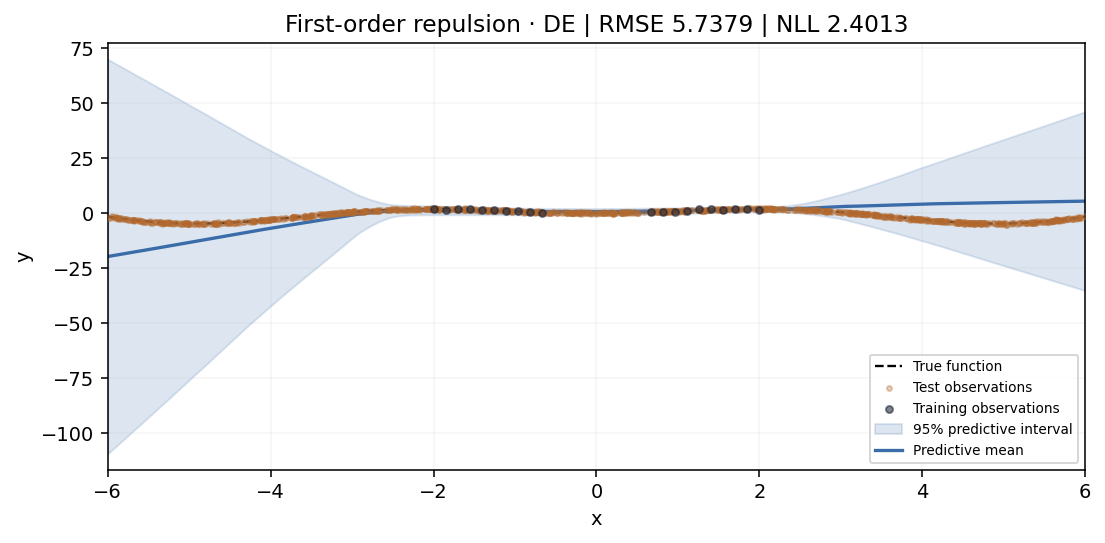 First-order repulsion · DE | RMSE 5.7379 | NLL 2.4013
75
50
25
0
−25
−50
−75
−100
y
−6
−4
−2
0
2
4
6
x
True function
Test observations
Training observations
95% predictive interval
Predictive mean